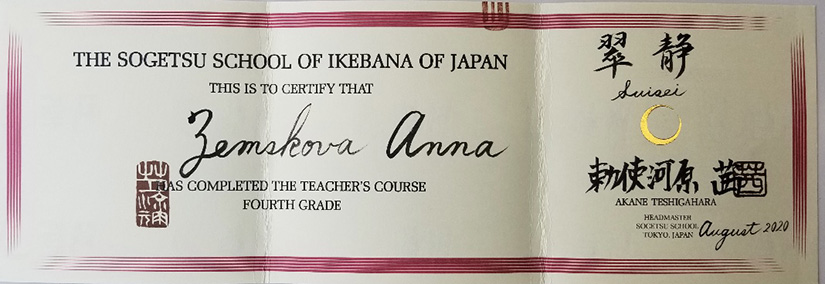 THE SOGETSU SCHOOL OF IKEBANA OF JAPAN
THIS IS TO CERTIFY THAT
Zemskova Anna
HAS COMPLETED THE TEACHER'S COURSE
FOURTH GRADE
翠静
Suisei
勅使河原 茜
茜
AKANE TESHIGAHARA
HEADMASTER
SOGETSU SCHOOL
TOKYO, JAPAN
August 2020